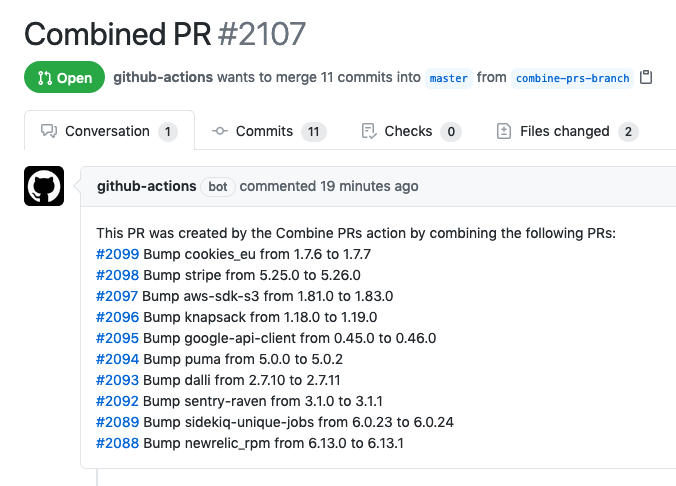 Combined PR #2107
Open github-actions wants to merge 11 commits into master from combine-prs-branch
Conversation 1 Commits 11 Checks 0 Files changed 2
github-actions bot commented 19 minutes ago
This PR was created by the Combine PRs action by combining the following PRs:
#2099 Bump cookies_eu from 1.7.6 to 1.7.7
#2098 Bump stripe from 5.25.0 to 5.26.0
#2097 Bump aws-sdk-s3 from 1.81.0 to 1.83.0
#2096 Bump knapsack from 1.18.0 to 1.19.0
#2095 Bump google-api-client from 0.45.0 to 0.46.0
#2094 Bump puma from 5.0.0 to 5.0.2
#2093 Bump dalli from 2.7.10 to 2.7.11
#2092 Bump sentry-raven from 3.1.0 to 3.1.1
#2089 Bump sidekiq-unique-jobs from 6.0.23 to 6.0.24
#2088 Bump newrelic_rpm from 6.13.0 to 6.13.1